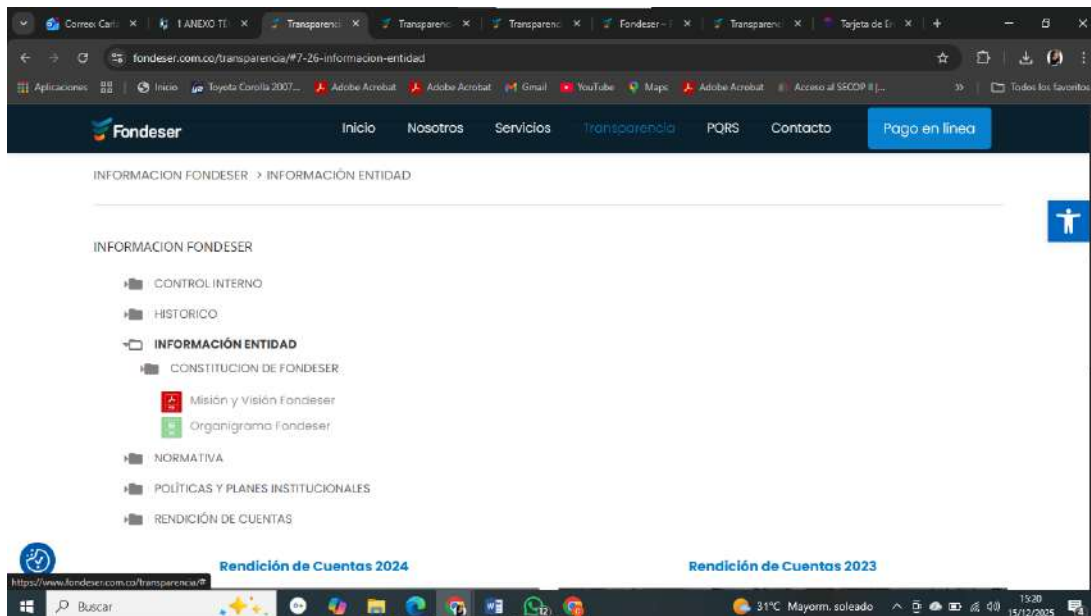 Correo: Cart
1 ANEXO TI
Transparenci
Transparenc
Transparenc
Fondeser – F
Transparenc
Tarjeta de
fondeser.com.co/transparencia/#7-26-informacion-entidad
Aplicaciones
Inicio
Toyota Corolla 2007...
Adobe Acrobat
Adobe Acrobat
Gmail
YouTube
Maps
Adobe Acrobat
Acceso al SECOP II |...
Todos los favoritos
Fondeser
Inicio
Nosotros
Servicios
Transparencia
PQRS
Contacto
Pago en línea
INFORMACION FONDESER > INFORMACIÓN ENTIDAD
INFORMACION FONDESER
CONTROL INTERNO
HISTORICO
INFORMACIÓN ENTIDAD
CONSTITUCION DE FONDESER
Misión y Visión Fondeser
Organigrama Fondeser
NORMATIVA
POLÍTICAS Y PLANES INSTITUCIONALES
RENDICIÓN DE CUENTAS
Rendición de Cuentas 2024
Rendición de Cuentas 2023
https://www.fondeser.com.co/transparencia/#
Buscar
31°C Mayorm. soleado
15:20
15/12/2025